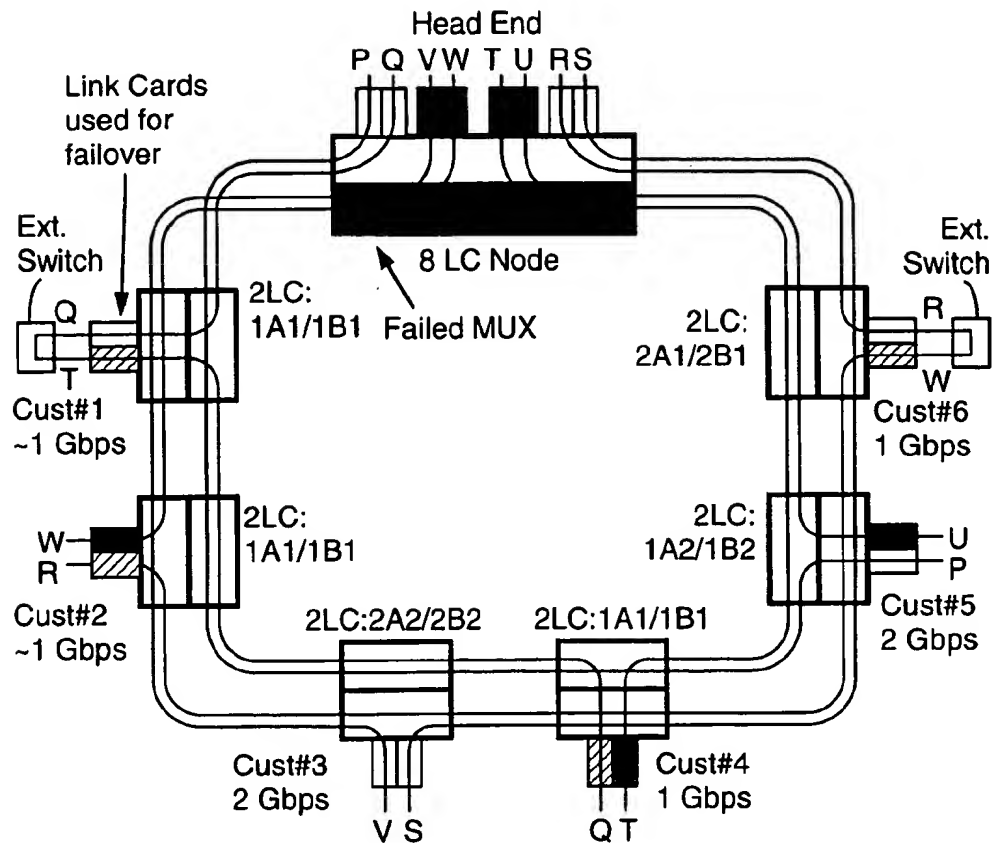 Head End
P Q V W T U R S
Link Cards
used for
failover
Ext.
Switch
8 LC Node
Failed MUX
Ext.
Switch
Q
T
2LC:
1A1/1B1
Cust#1
~1 Gbps
2LC:
2A1/2B1
R
W
Cust#6
1 Gbps
W
R
2LC:
1A1/1B1
Cust#2
~1 Gbps
2LC:
1A2/1B2
U
P
Cust#5
2 Gbps
2LC:2A2/2B2
2LC:1A1/1B1
Cust#3
2 Gbps
V S
Cust#4
1 Gbps
Q T